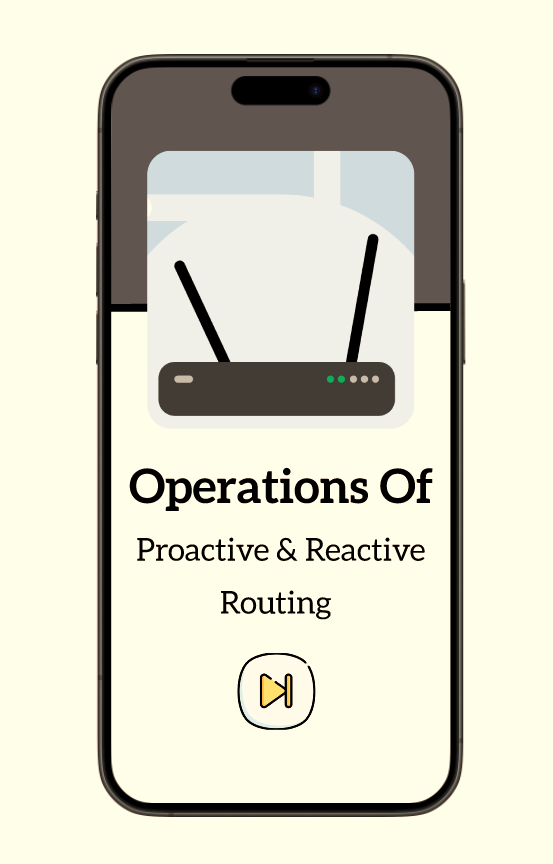 Operations Of
Proactive & Reactive
Routing